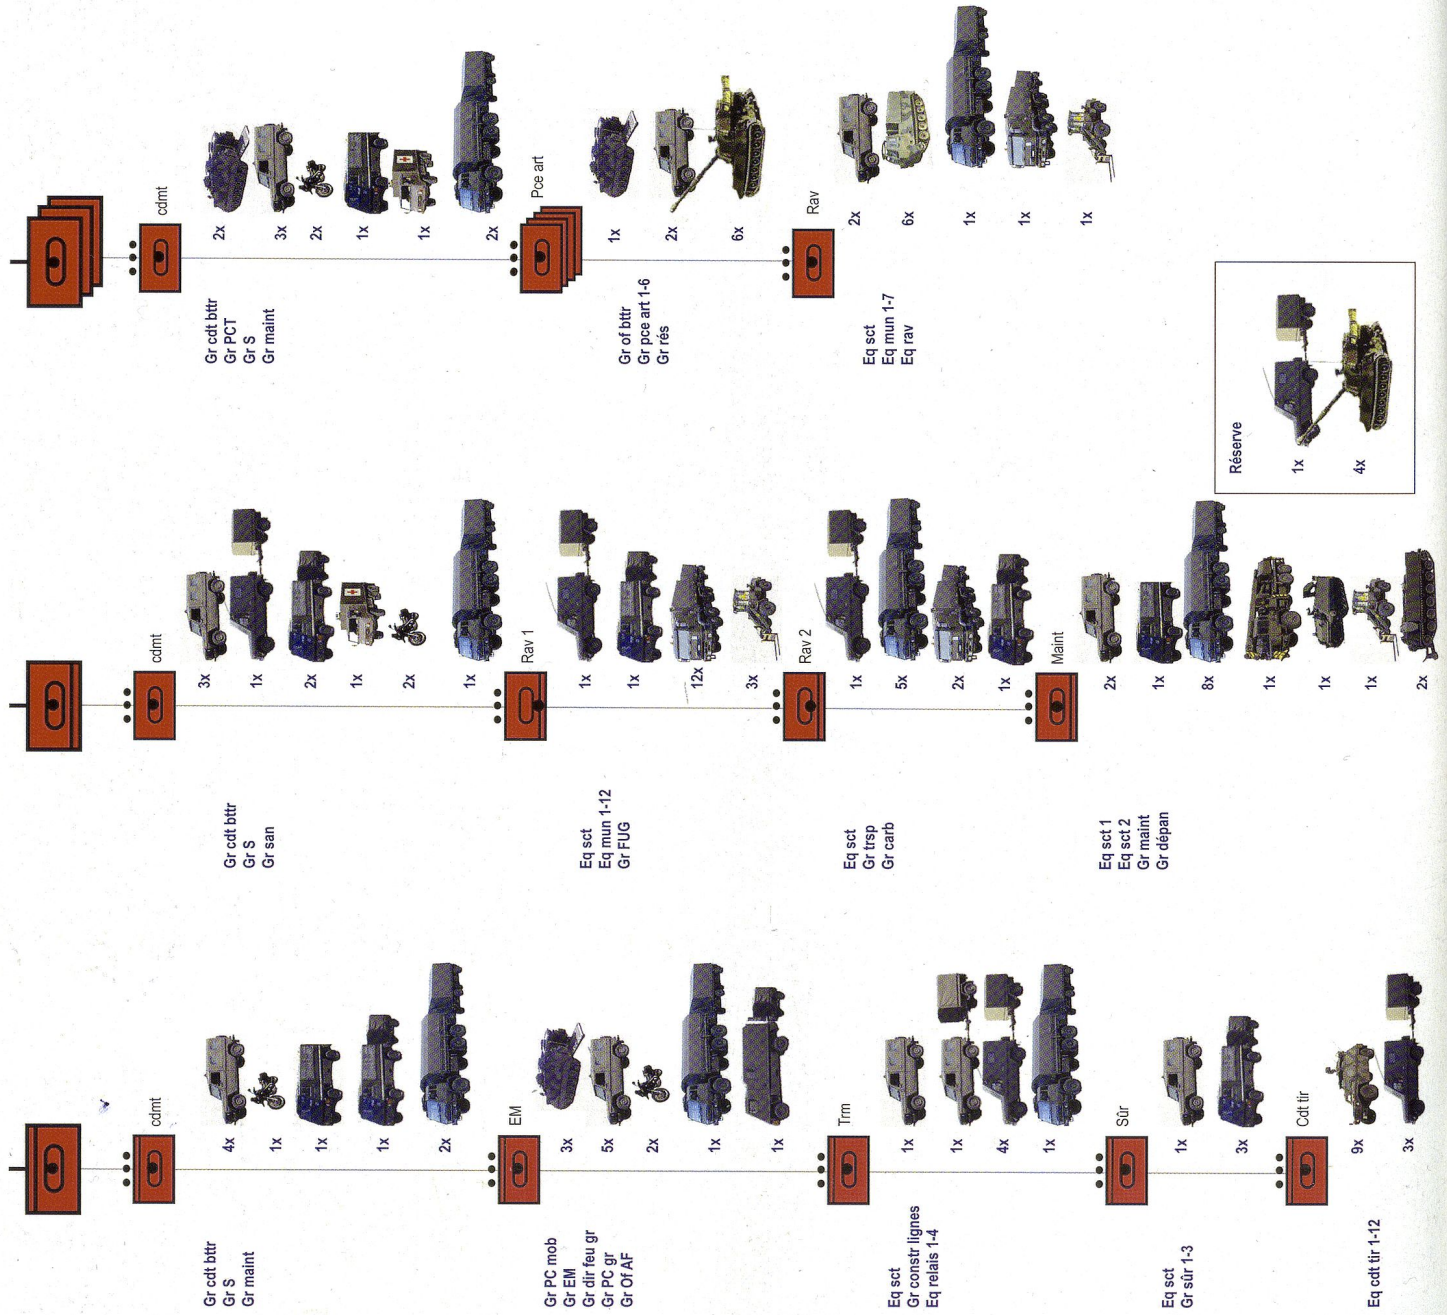 cdmt
Gr cdt bttr
Gr PCT
Gr S
Gr maint
2x
3x
2x
1x
1x
2x
Pce art
Gr of bttr
Gr pce art 1-6
Gr rés
1x
2x
6x
Rav
Eq sct
Eq mun 1-7
Eq rav
2x
6x
1x
1x
1x
cdmt
Gr cdt bttr
Gr S
Gr san
3x
1x
2x
1x
2x
1x
Rav 1
Eq sct
Eq mun 1-12
Gr FUG
1x
1x
12x
3x
Rav 2
Eq sct
Gr trsp
Gr carb
1x
5x
2x
1x
Maint
Eq sct 1
Eq sct 2
Gr maint
Gr dépan
2x
1x
8x
1x
1x
1x
2x
Réserve
1x
4x
cdmt
Gr cdt bttr
Gr S
Gr maint
4x
1x
1x
1x
2x
EM
Gr PC mob
Gr EM
Gr dir feu gr
Gr PC gr
Gr Of AF
3x
5x
2x
1x
1x
Trm
Eq sct
Gr constr lignes
Eq relais 1-4
1x
1x
4x
1x
Sûr
Eq sct
Gr sûr 1-3
1x
3x
Cdt tir
Eq cdt tir 1-12
9x
3x